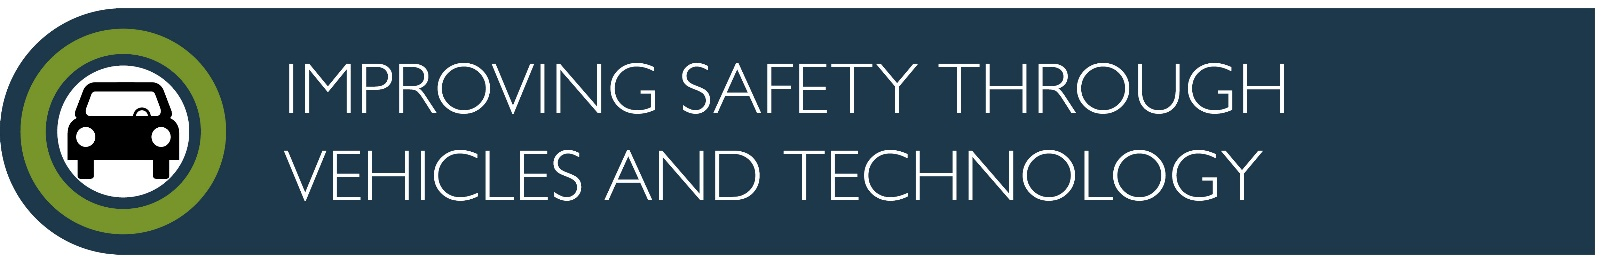 IMPROVING SAFETY THROUGH
VEHICLES AND TECHNOLOGY